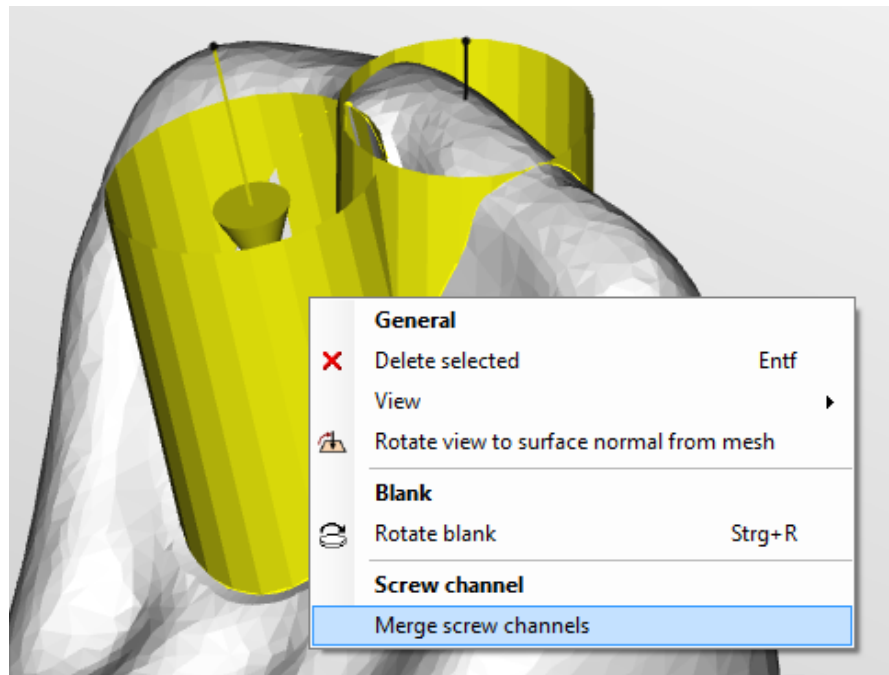 General
Delete selected Entf
View
Rotate view to surface normal from mesh
Blank
Rotate blank Strg+R
Screw channel
Merge screw channels